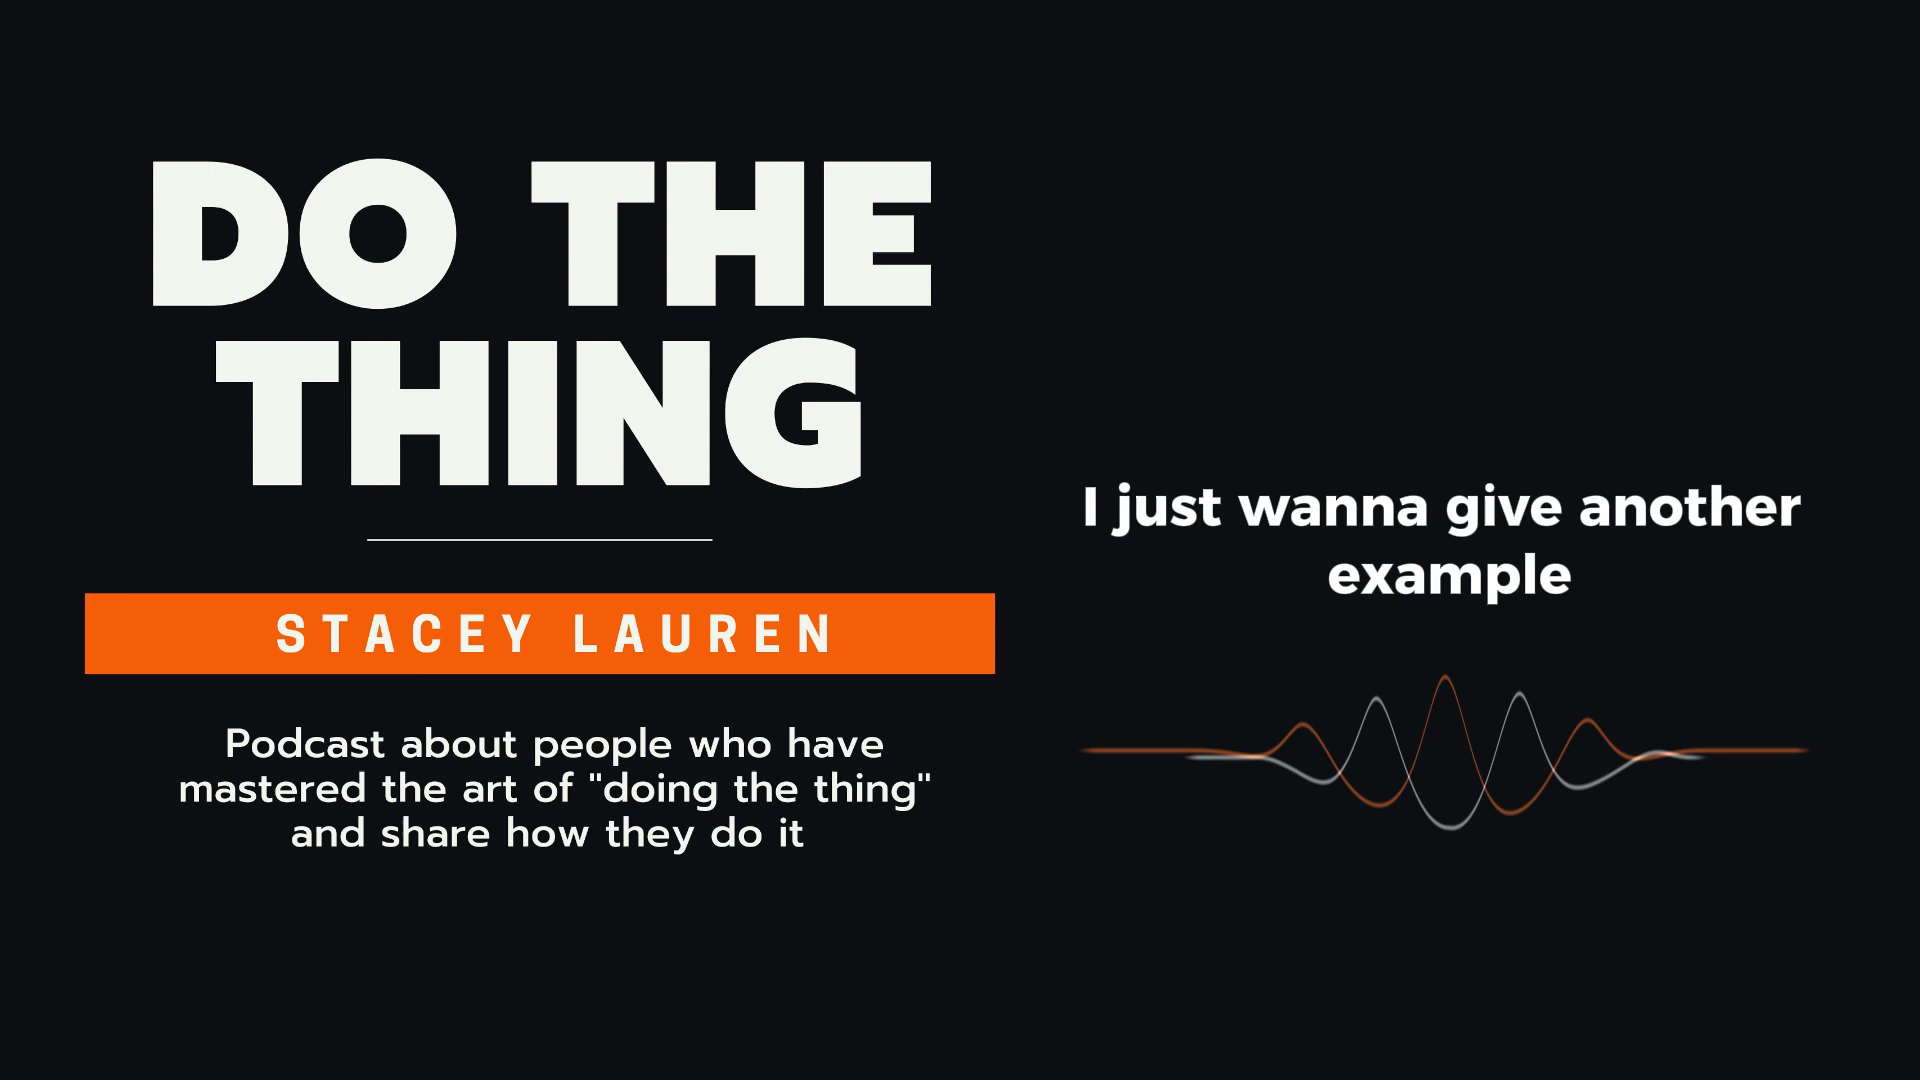 DO THE
THING
STACEY LAUREN
Podcast about people who have
mastered the art of "doing the thing"
and share how they do it
I just wanna give another
example